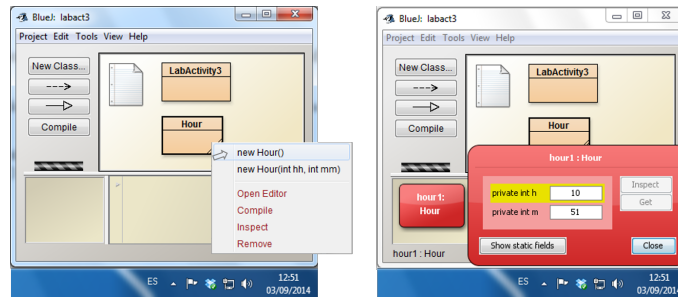 BlueJ: labact3
Project Edit Tools View Help
New Class...
--->
Compile
LabActivity3
Hour
new Hour()
new Hour(int hh, int mm)
Open Editor
Compile
Inspect
Remove
ES
12:51
03/09/2014
BlueJ: labact3
Project Edit Tools View Help
New Class...
--->
Compile
LabActivity3
Hour
hour1 : Hour
private int h 10
private int m 51
Inspect
Get
Show static fields
Close
hour1:
Hour
hour1 : Hour
ES
12:51
03/09/2014